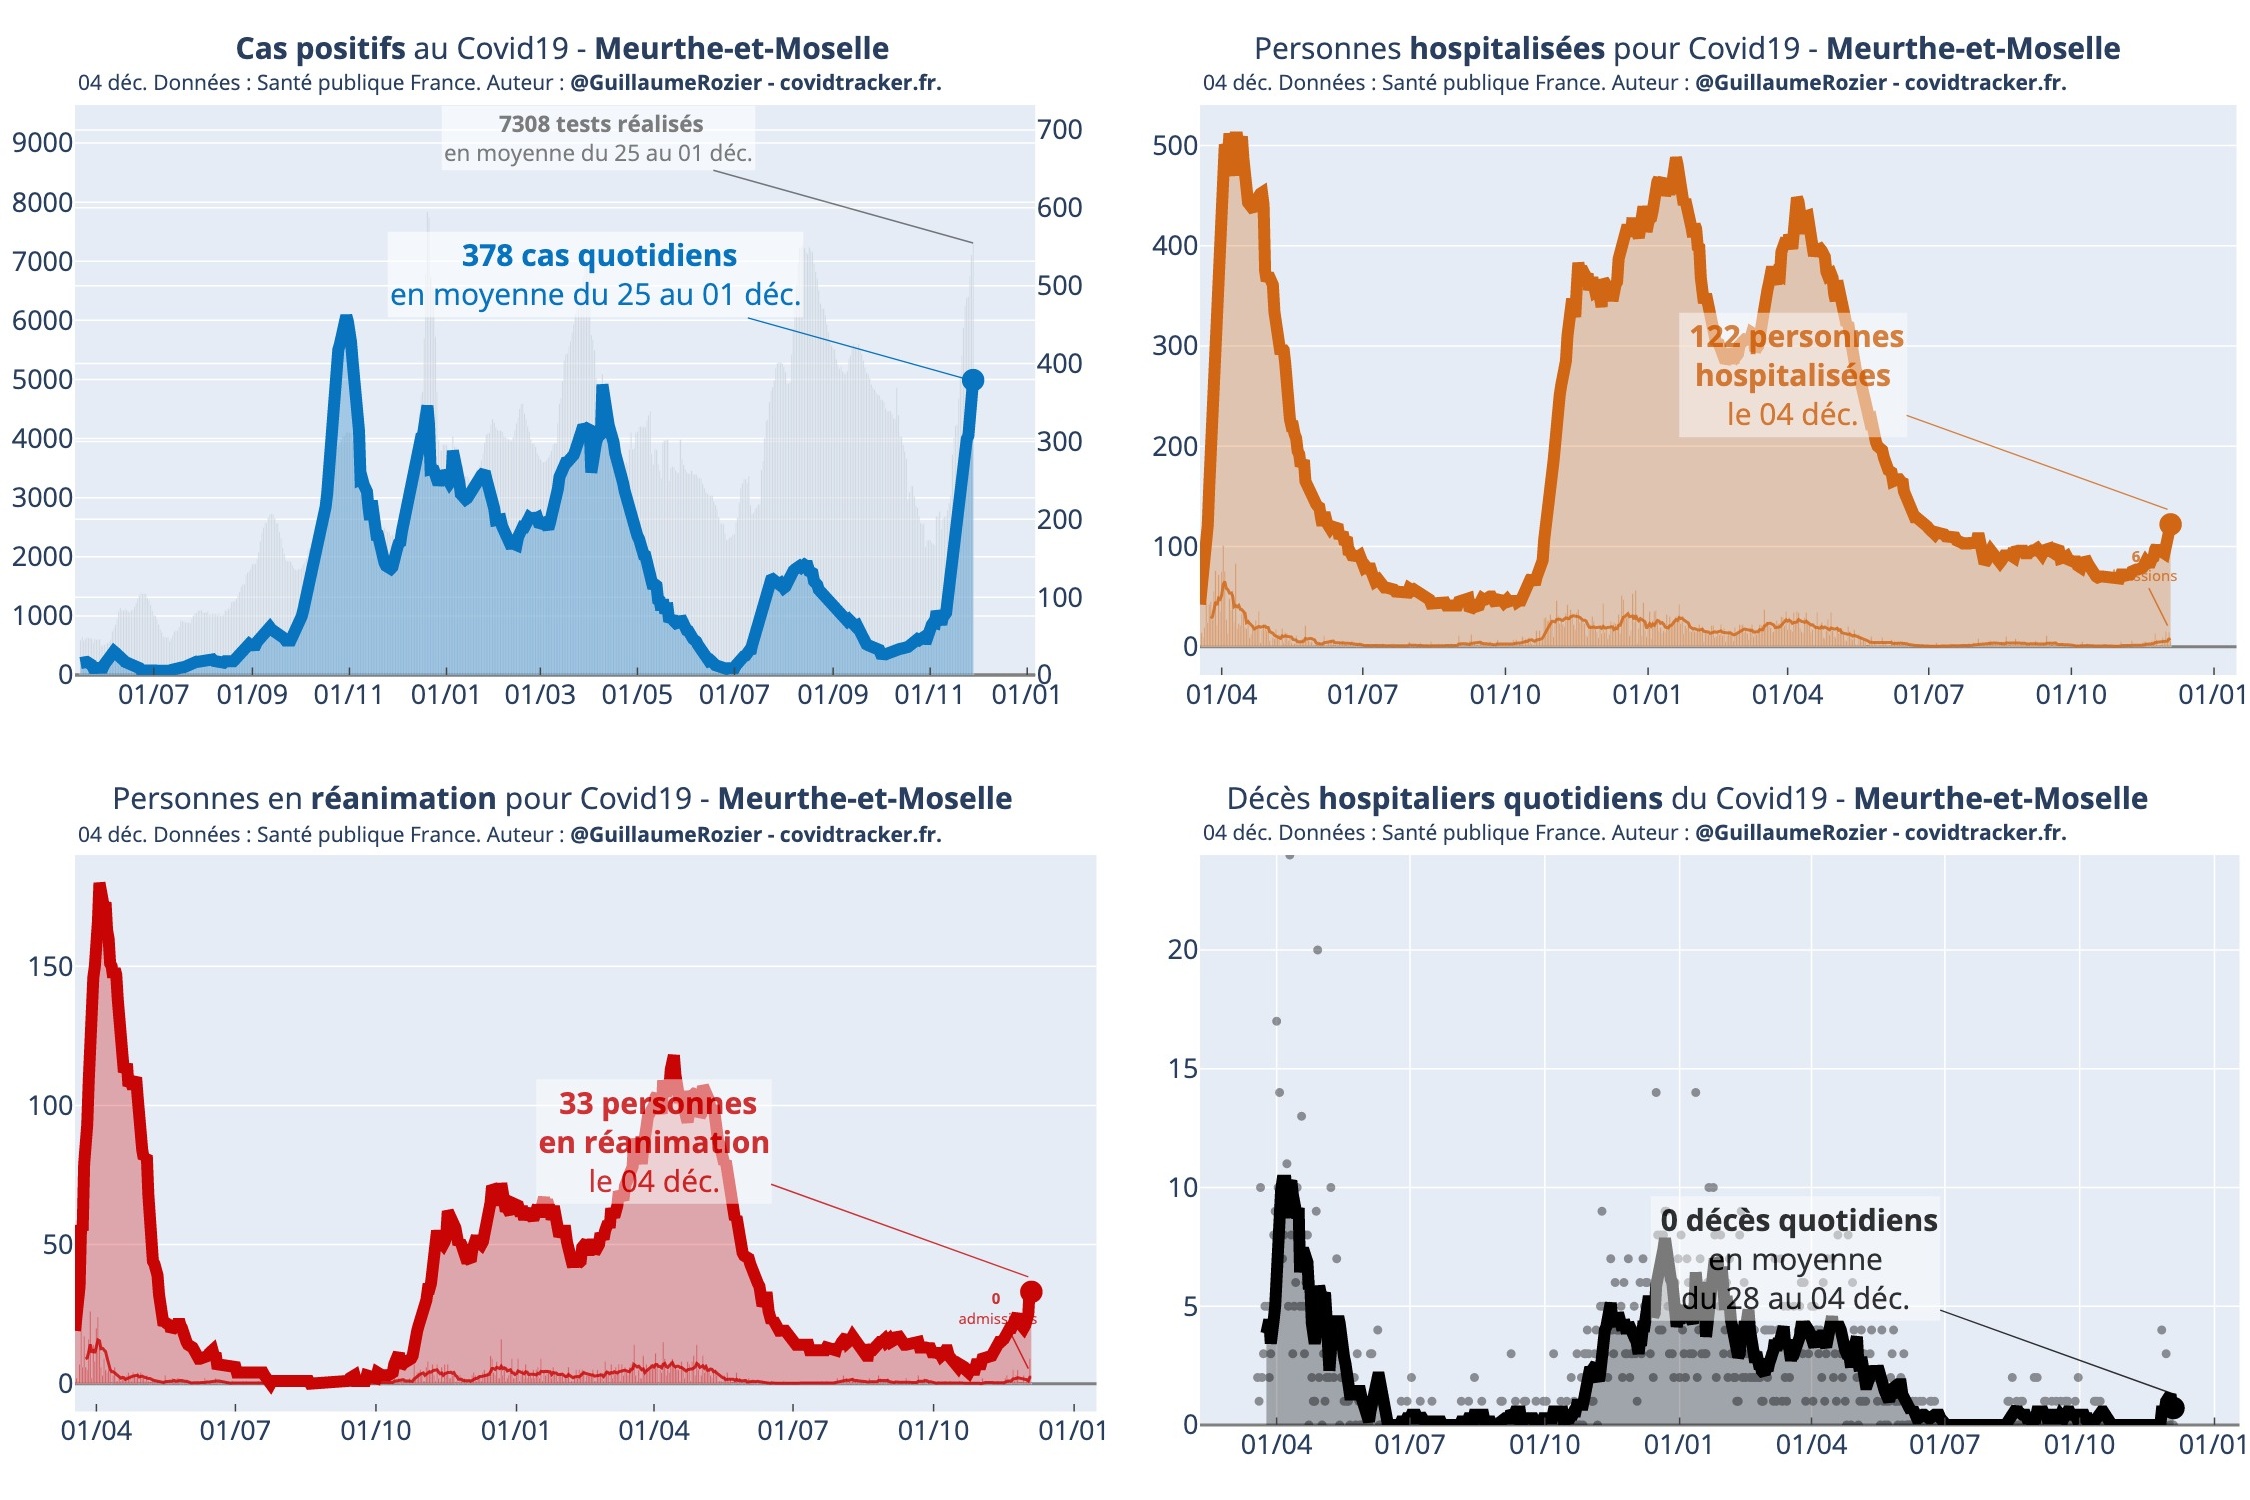 Cas positifs au Covid19 - Meurthe-et-Moselle
04 déc. Données : Santé publique France. Auteur : @GuillaumeRozier - covidtracker.fr.
7308 tests réalisés
en moyenne du 25 au 01 déc.
378 cas quotidiens
en moyenne du 25 au 01 déc.
9000
8000
7000
6000
5000
4000
3000
2000
1000
0
700
600
500
400
300
200
100
0
01/07 01/09 01/11 01/01 01/03 01/05 01/07 01/09 01/11 01/01
Personnes hospitalisées pour Covid19 - Meurthe-et-Moselle
04 déc. Données : Santé publique France. Auteur : @GuillaumeRozier - covidtracker.fr.
500
400
300
200
100
0
122 personnes
hospitalisées
le 04 déc.
6
01/04 01/07 01/10 01/01 01/04 01/07 01/10 01/01
Personnes en réanimation pour Covid19 - Meurthe-et-Moselle
04 déc. Données : Santé publique France. Auteur : @GuillaumeRozier - covidtracker.fr.
150
100
50
0
33 personnes
en réanimation
le 04 déc.
0
admissions
01/04 01/07 01/10 01/01 01/04 01/07 01/10 01/01
Décès hospitaliers quotidiens du Covid19 - Meurthe-et-Moselle
04 déc. Données : Santé publique France. Auteur : @GuillaumeRozier - covidtracker.fr.
20
15
10
5
0
0 décès quotidiens
en moyenne
du 28 au 04 déc.
01/04 01/07 01/10 01/01 01/04 01/07 01/10 01/01